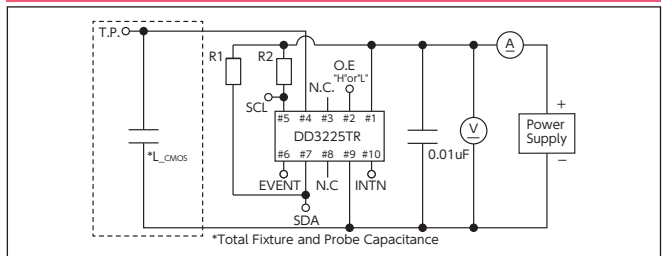 T.P.
R1
R2
O.E
"H"or"L"
N.C.
SCL
#5 #4 #3 #2 #1
DD3225TR
#6 #7 #8 #9 #10
EVENT
N.C
INTN
SDA
*L_CMOS
0.01uF
V
A
+
Power
Supply
−
*Total Fixture and Probe Capacitance